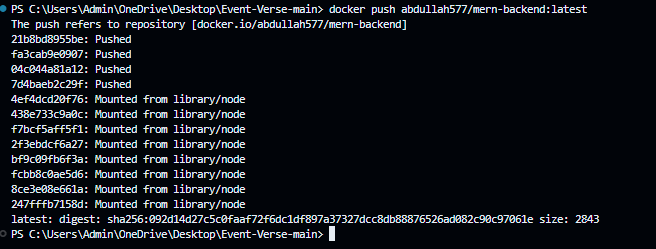 PS C:\Users\Admin\OneDrive\Desktop\Event-Verse-main> docker push abdullah577/mern-backend:latest
The push refers to repository [docker.io/abdullah577/mern-backend]
21b8bd8955be: Pushed
fa3cab9e0907: Pushed
04c044a81a12: Pushed
7d4baeb2c29f: Pushed
4ef4dcd20f76: Mounted from library/node
438e733c9a0c: Mounted from library/node
f7bcf5aff5f1: Mounted from library/node
2f3ebdcf6a27: Mounted from library/node
bf9c09fb6f3a: Mounted from library/node
fcbb8c0ae5d6: Mounted from library/node
8ce3e08e661a: Mounted from library/node
247fffb7158d: Mounted from library/node
latest: digest: sha256:092d14d27c5c0faaf72f6dc1df897a37327dcc8db88876526ad082c90c97061e size: 2843
PS C:\Users\Admin\OneDrive\Desktop\Event-Verse-main>